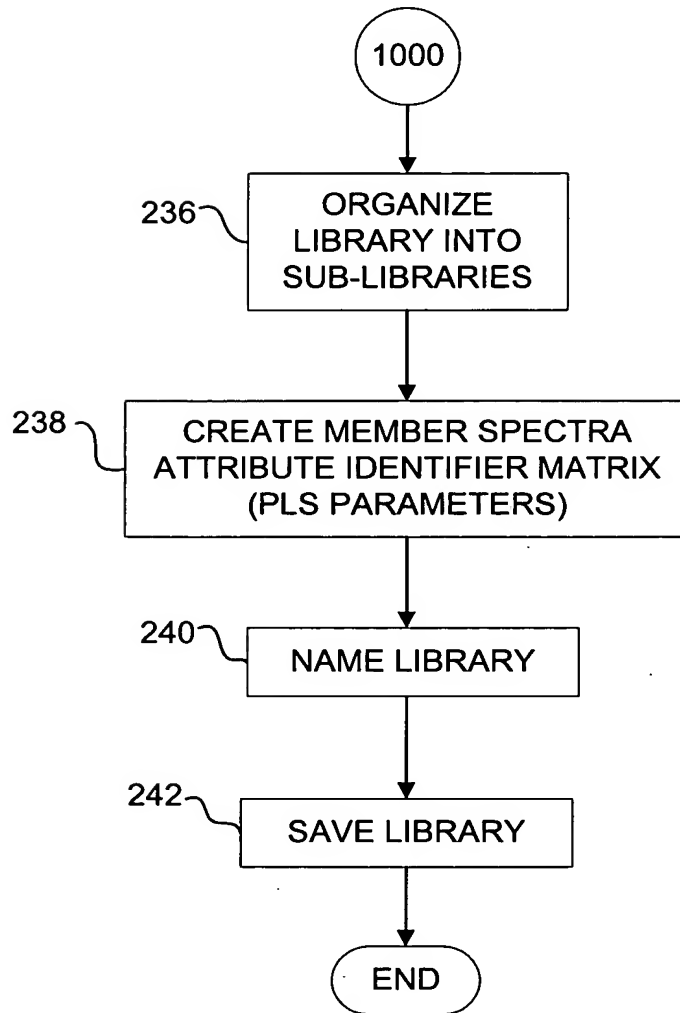 1000
236
ORGANIZE
LIBRARY INTO
SUB-LIBRARIES
238
CREATE MEMBER SPECTRA
ATTRIBUTE IDENTIFIER MATRIX
(PLS PARAMETERS)
240
NAME LIBRARY
242
SAVE LIBRARY
END